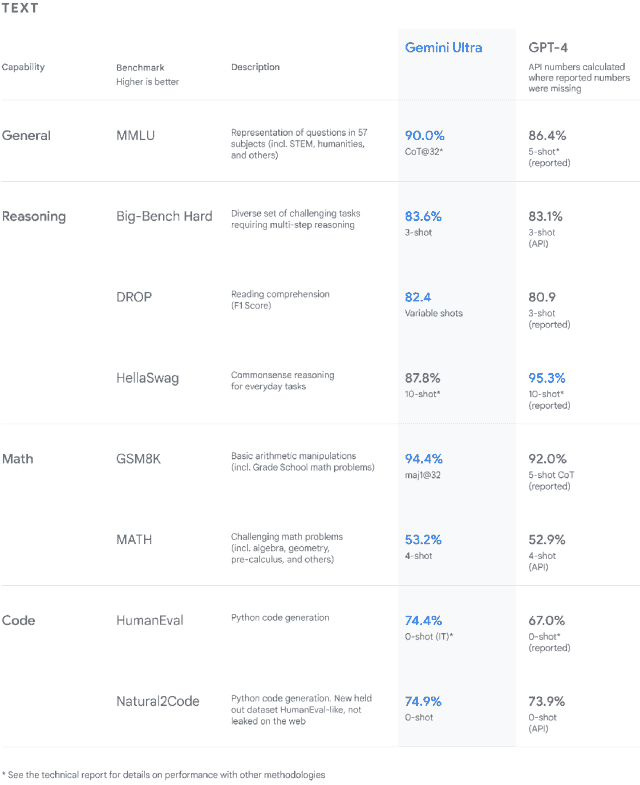 TEXT
Gemini Ultra
GPT-4
Capability
Benchmark
Higher is better
Description
API numbers calculated
where reported numbers
were missing
General
MMLU
Representation of questions in 57
subjects (incl. STEM, humanities,
and others)
90.0%
CoT@32*
86.4%
5-shot*
(reported)
Reasoning
Big-Bench Hard
Diverse set of challenging tasks
requiring multi-step reasoning
83.6%
3-shot
83.1%
3-shot
(API)
DROP
Reading comprehension
(F1 Score)
82.4
Variable shots
80.9
3-shot
(reported)
HellaSwag
Commonsense reasoning
for everyday tasks
87.8%
10-shot*
95.3%
10-shot*
(reported)
Math
GSM8K
Basic arithmetic manipulations
(incl. Grade School math problems)
94.4%
maj1@32
92.0%
5-shot CoT
(reported)
MATH
Challenging math problems
(incl. algebra, geometry,
pre-calculus, and others)
53.2%
4-shot
52.9%
4-shot
(API)
Code
HumanEval
Python code generation
74.4%
0-shot (IT)*
67.0%
0-shot*
(reported)
Natural2Code
Python code generation. New held
out dataset HumanEval-like, not
leaked on the web
74.9%
0-shot
73.9%
0-shot
(API)
* See the technical report for details on performance with other methodologies